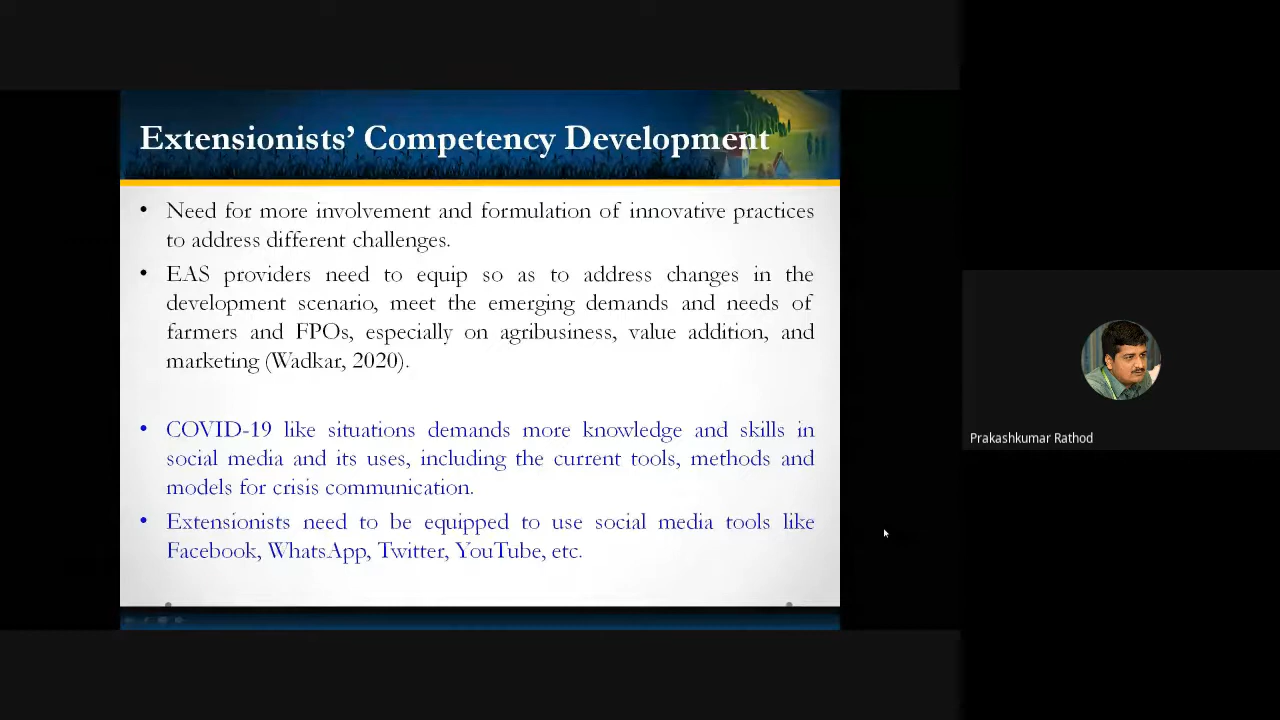 Extensionists’ Competency Development
• Need for more involvement and formulation of innovative practices
to address different challenges.
• EAS providers need to equip so as to address changes in the
development scenario, meet the emerging demands and needs of
farmers and FPOs, especially on agribusiness, value addition, and
marketing (Wadkar, 2020).
• COVID-19 like situations demands more knowledge and skills in
social media and its uses, including the current tools, methods and
models for crisis communication.
• Extensionists need to be equipped to use social media tools like
Facebook, WhatsApp, Twitter, YouTube, etc.
Prakashkumar Rathod